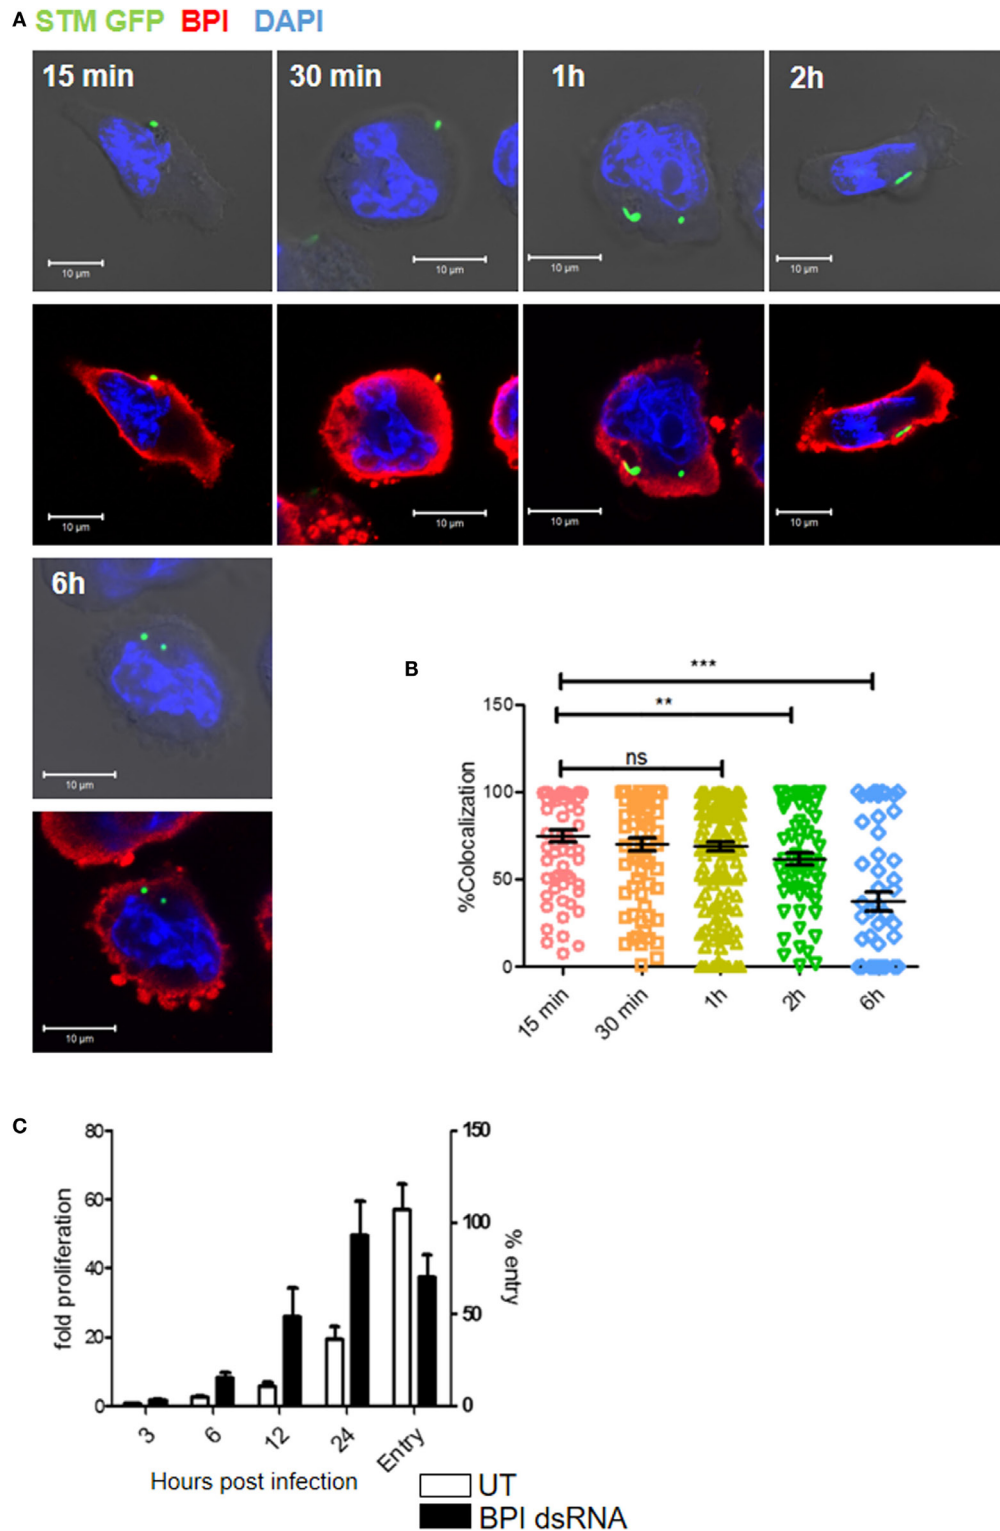 A STM GFP BPI DAPI
15 min 30 min 1h 2h
10 µm 10 µm 10 µm 10 µm
10 µm 10 µm 10 µm 10 µm
6h
10 µm
10 µm
B
***
**
ns
%Colocalization
150
100
50
0
15 min 30 min 1h 2h 6h
C
fold proliferation
80
60
40
20
0
150
100
50
0
% entry
3 6 12 24 Entry
Hours post infection
UT
BPI dsRNA